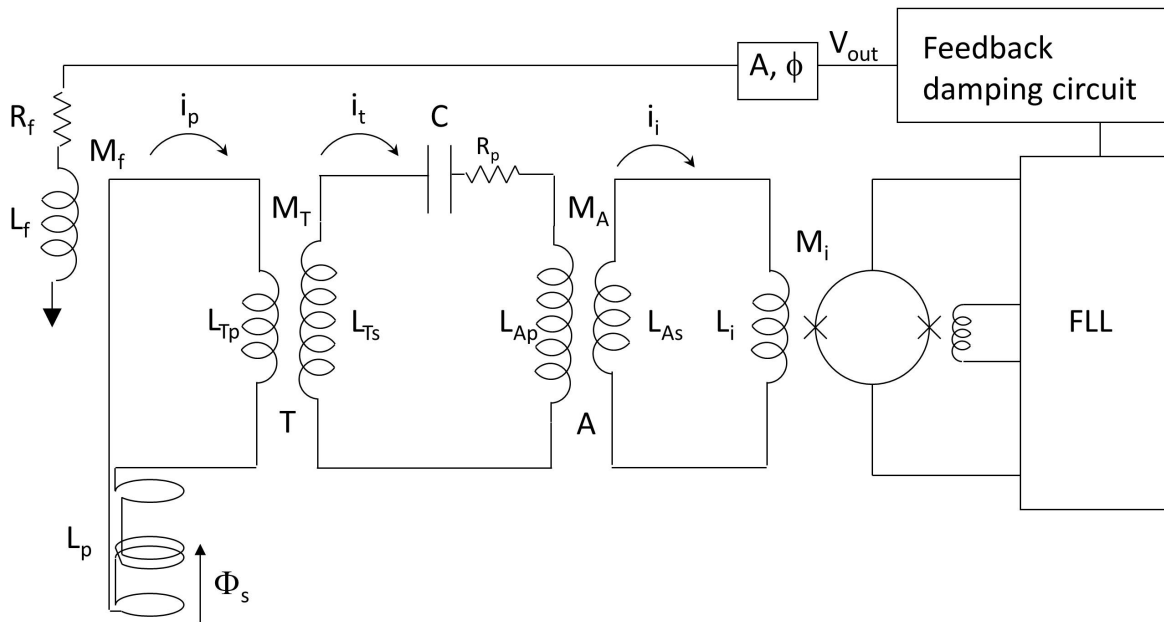 V_out
A, ϕ
Feedback
damping circuit
R_f
i_p
i_t
C
i_i
M_f
R_p
M_T
M_A
M_i
L_f
L_Tp
L_Ts
L_Ap
L_As
L_i
FLL
T
A
L_p
Φ_s